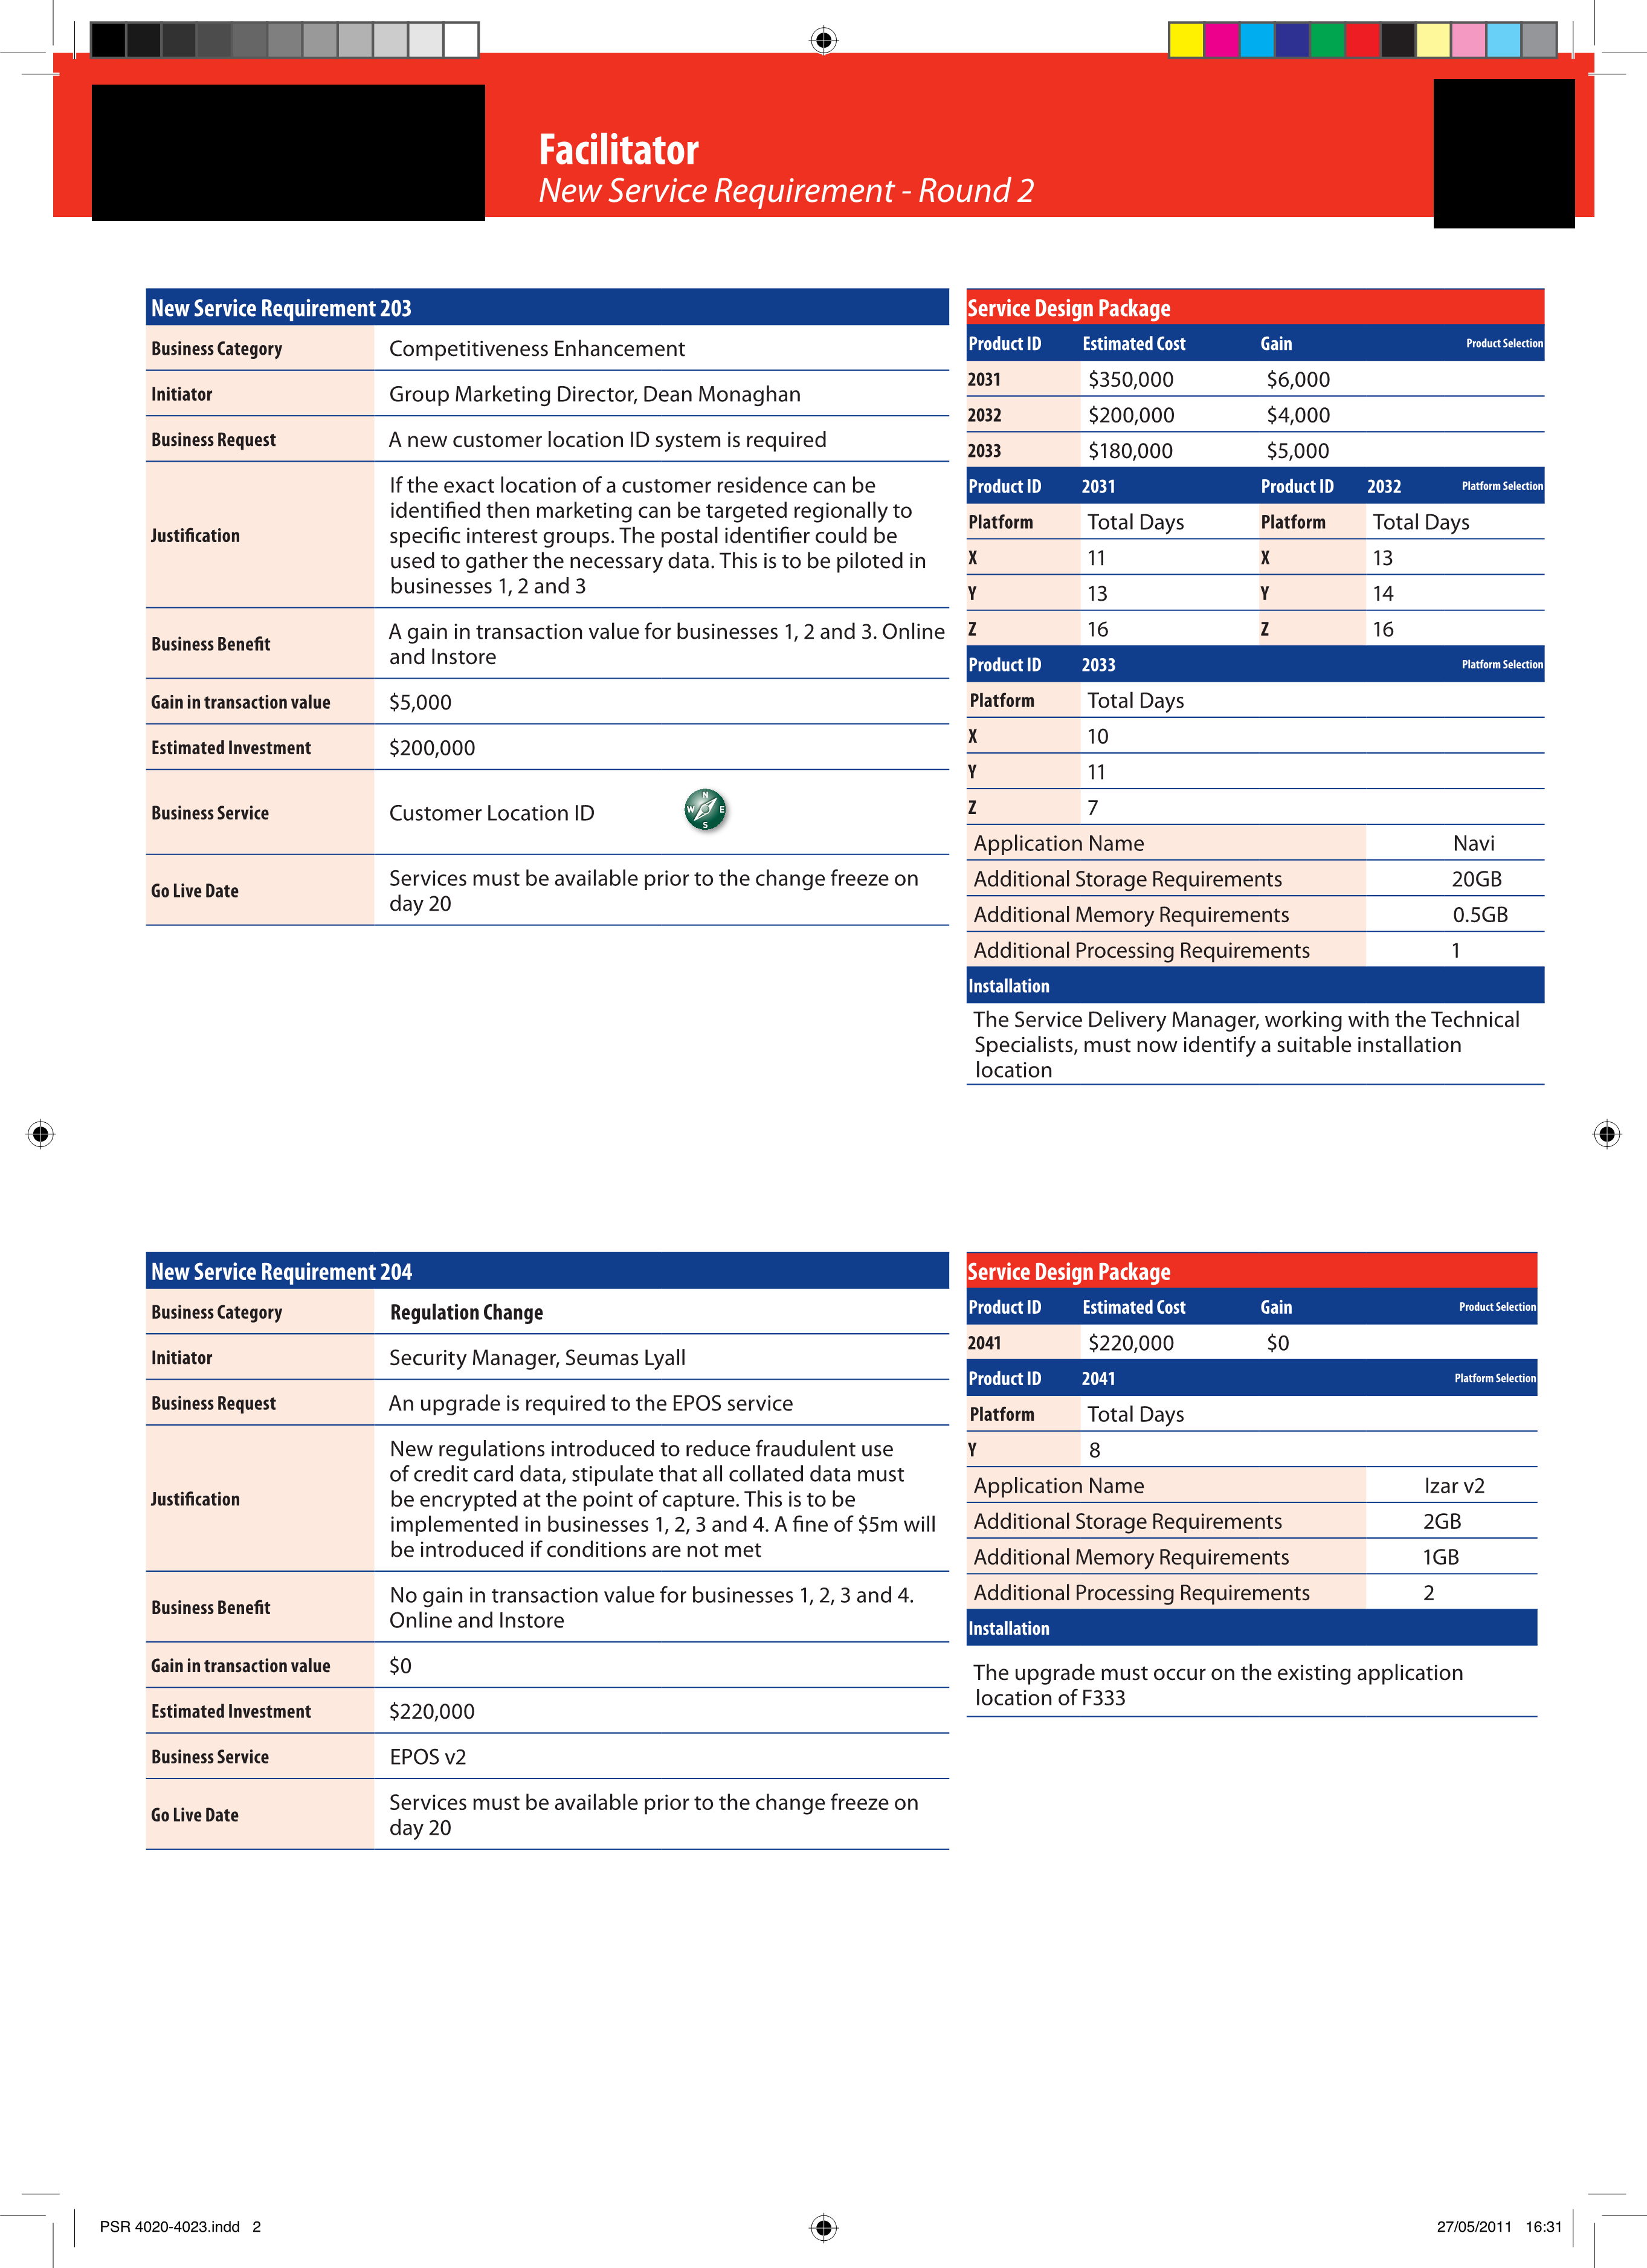 Facilitator
New Service Requirement - Round 2
New Service Requirement 203
Business Category Competitiveness Enhancement
Initiator Group Marketing Director, Dean Monaghan
Business Request A new customer location ID system is required
Justification
If the exact location of a customer residence can be
identified then marketing can be targeted regionally to
specific interest groups. The postal identifier could be
used to gather the necessary data. This is to be piloted in
businesses 1, 2 and 3
Business Benefit
A gain in transaction value for businesses 1, 2 and 3. Online
and Instore
Gain in transaction value $5,000
Estimated Investment $200,000
Business Service Customer Location ID
N
W E
S
Go Live Date
Services must be available prior to the change freeze on
day 20
Service Design Package
Product ID Estimated Cost Gain Product Selection
2031 $350,000 $6,000
2032 $200,000 $4,000
2033 $180,000 $5,000
Product ID 2031 Product ID 2032 Platform Selection
Platform Total Days Platform Total Days
X 11 X 13
Y 13 Y 14
Z 16 Z 16
Product ID 2033 Platform Selection
Platform Total Days
X 10
Y 11
Z 7
Application Name Navi
Additional Storage Requirements 20GB
Additional Memory Requirements 0.5GB
Additional Processing Requirements 1
Installation
The Service Delivery Manager, working with the Technical
Specialists, must now identify a suitable installation
location
New Service Requirement 204
Business Category Regulation Change
Initiator Security Manager, Seumas Lyall
Business Request An upgrade is required to the EPOS service
Justification
New regulations introduced to reduce fraudulent use
of credit card data, stipulate that all collated data must
be encrypted at the point of capture. This is to be
implemented in businesses 1, 2, 3 and 4. A fine of $5m will
be introduced if conditions are not met
Business Benefit
No gain in transaction value for businesses 1, 2, 3 and 4.
Online and Instore
Gain in transaction value $0
Estimated Investment $220,000
Business Service EPOS v2
Go Live Date
Services must be available prior to the change freeze on
day 20
Service Design Package
Product ID Estimated Cost Gain Product Selection
2041 $220,000 $0
Product ID 2041 Platform Selection
Platform Total Days
Y 8
Application Name Izar v2
Additional Storage Requirements 2GB
Additional Memory Requirements 1GB
Additional Processing Requirements 2
Installation
The upgrade must occur on the existing application
location of F333
PSR 4020-4023.indd 2 27/05/2011 16:31